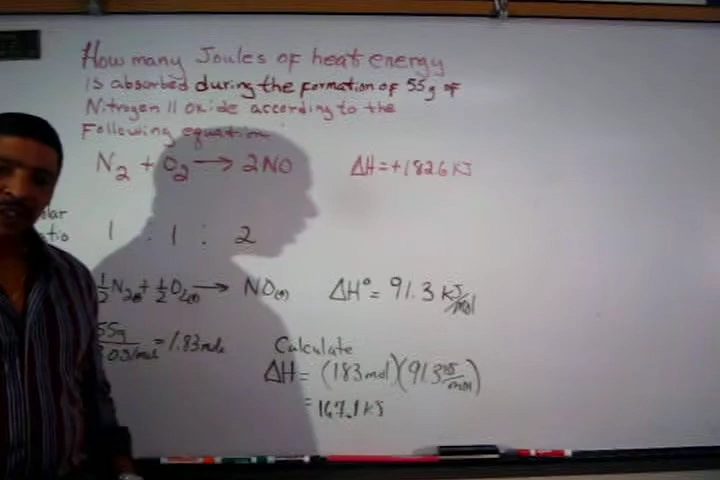 How many Joules of heat energy
is absorbed during the formation of 55g of
Nitrogen II oxide according to the
Following equation
N₂ + O₂ → 2NO ΔH = +182.6 KJ
lar
tio 1 : 1 : 2
½N₂ + ½O₂ → NO(g) ΔH° = 91.3 KJ/mol
55g
/mol = 1.83 mole
Calculate
ΔH = (1.83 mol)(91.3 KJ/mol)
= 167.1 KJ